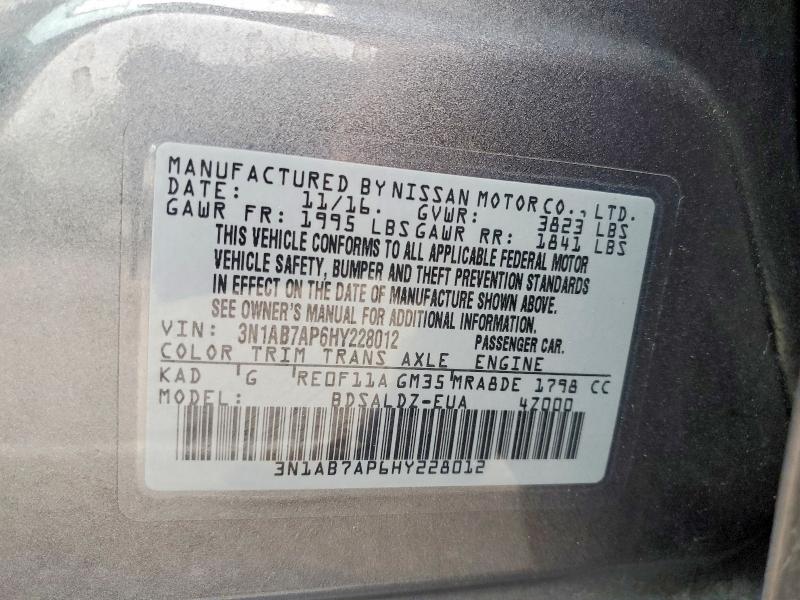 MANUFACTURED BY NISSAN MOTOR CO., LTD.
DATE: 11/16. GVWR: 3823 LBS
GAWR FR: 1995 LBS GAWR RR: 1841 LBS
THIS VEHICLE CONFORMS TO ALL APPLICABLE FEDERAL MOTOR
VEHICLE SAFETY, BUMPER AND THEFT PREVENTION STANDARDS
IN EFFECT ON THE DATE OF MANUFACTURE SHOWN ABOVE.
SEE OWNER'S MANUAL FOR ADDITIONAL INFORMATION.
VIN: 3N1AB7AP6HY228012 PASSENGER CAR.
COLOR TRIM TRANS AXLE ENGINE
KAD 'G 'RE0F11A GM35'MRA8DE 1798 CC
MODEL: BDSALDZ-EUA 4Z000
3N1AB7AP6HY228012